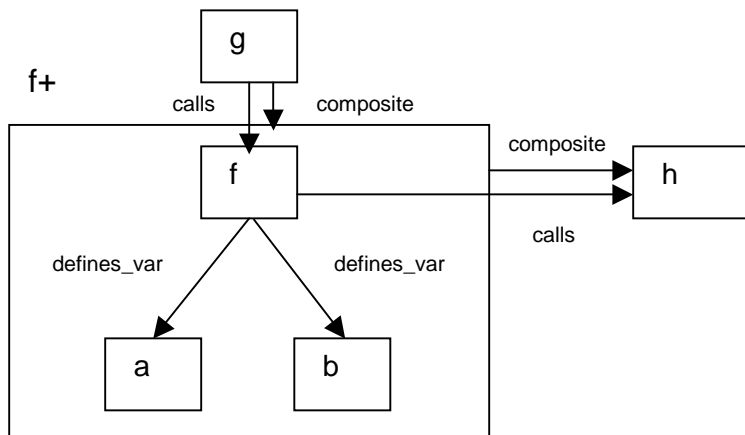 g
f+
calls
composite
composite
f
h
calls
defines_var
defines_var
a
b